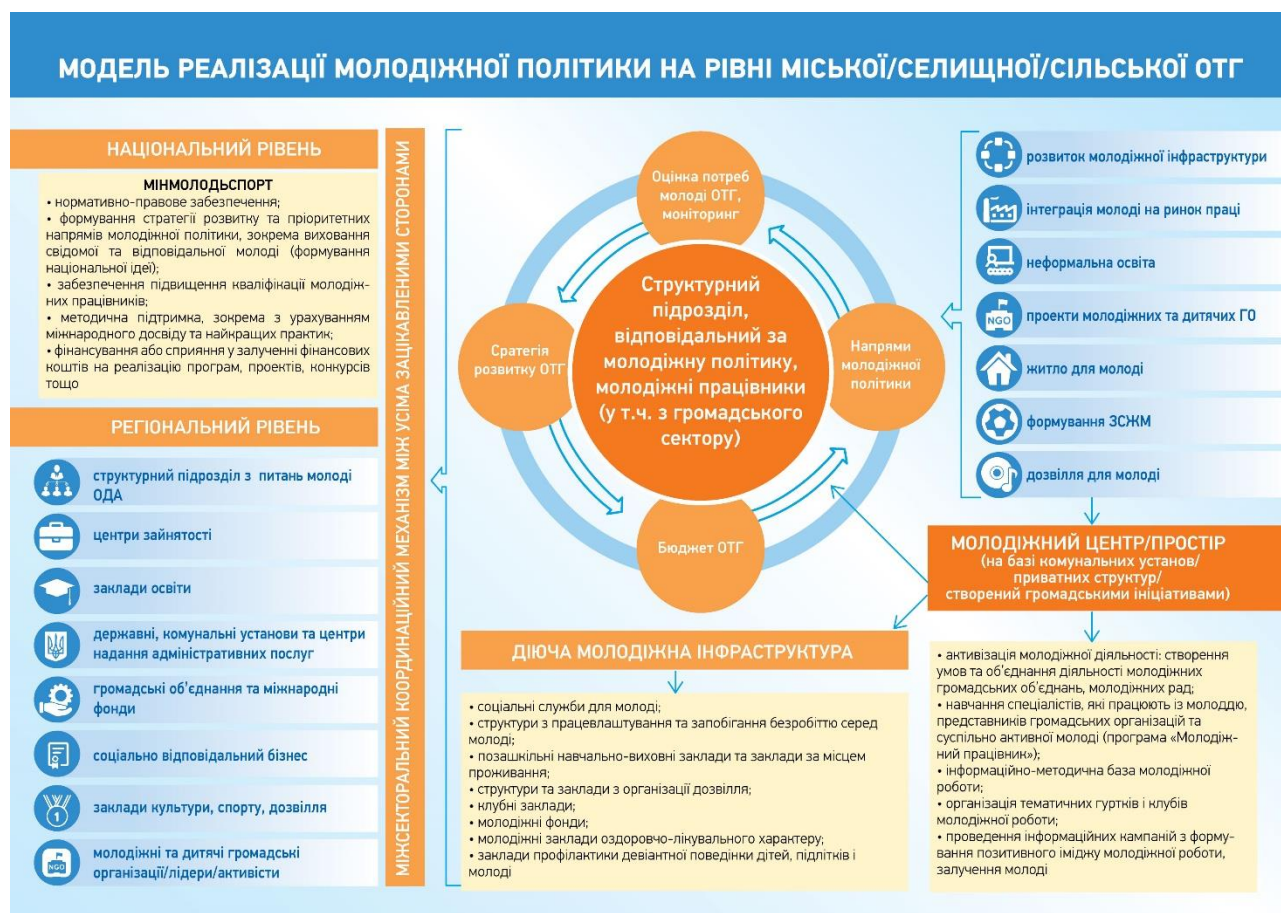 МОДЕЛЬ РЕАЛІЗАЦІЇ МОЛОДІЖНОЇ ПОЛІТИКИ НА РІВНІ МІСЬКОЇ/СЕЛИЩНОЇ/СІЛЬСЬКОЇ ОТГ
НАЦІОНАЛЬНИЙ РІВЕНЬ
МІНМОЛОДЬСПОРТ
• нормативно-правове забезпечення;
• формування стратегії розвитку та пріоритетних
напрямів молодіжної політики, зокрема виховання
свідомої та відповідальної молоді (формування
національної ідеї);
• забезпечення підвищення кваліфікації молодіж-
них працівників;
• методична підтримка, зокрема з урахуванням
міжнародного досвіду та найкращих практик;
• фінансування або сприяння у залученні фінансових
коштів на реалізацію програм, проектів, конкурсів
тощо
РЕГІОНАЛЬНИЙ РІВЕНЬ
структурний підрозділ з питань молоді
ОДА
центри зайнятості
заклади освіти
державні, комунальні установи та центри
надання адміністративних послуг
громадські об’єднання та міжнародні
фонди
соціально відповідальний бізнес
1
заклади культури, спорту, дозвілля
NGO
молодіжні та дитячі громадські
організації/лідери/активісти
МІЖСЕКТОРАЛЬНИЙ КООРДИНАЦІЙНИЙ МЕХАНІЗМ МІЖ УСІМА ЗАЦІКАВЛЕНИМИ СТОРОНАМИ
Оцінка потреб
молоді ОТГ,
моніторинг
Сратегія
розвитку ОТГ
Структурний
підрозділ,
відповідальний за
молодіжну політику,
молодіжні працівники
(у т.ч. з громадського
сектору)
Напрями
молодіжної
політики
Бюджет ОТГ
ДІЮЧА МОЛОДІЖНА ІНФРАСТРУКТУРА
• соціальні служби для молоді;
• структури з працевлаштування та запобігання безробіттю серед
молоді;
• позашкільні навчально-виховні заклади та заклади за місцем
проживання;
• структури та заклади з організації дозвілля;
• клубні заклади;
• молодіжні фонди;
• молодіжні заклади оздоровчо-лікувального характеру;
• заклади профілактики девіантної поведінки дітей, підлітків і
молоді
розвиток молодіжної інфраструктури
інтеграція молоді на ринок праці
неформальна освіта
NGO
проекти молодіжних та дитячих ГО
житло для молоді
формування ЗСЖМ
дозвілля для молоді
МОЛОДІЖНИЙ ЦЕНТР/ПРОСТІР
(на базі комунальних установ/
приватних структур/
створений громадськими ініціативами)
• активізація молодіжної діяльності: створення
умов та об’єднання діяльності молодіжних
громадських об’єднань, молодіжних рад;
• навчання спеціалістів, які працюють із молоддю,
представників громадських організацій та
суспільно активної молоді (програма «Молодіж-
ний працівник»);
• інформаційно-методична база молодіжної
роботи;
• організація тематичних гуртків і клубів
молодіжної роботи;
• проведення інформаційних кампаній з форму-
вання позитивного іміджу молодіжної роботи,
залучення молоді